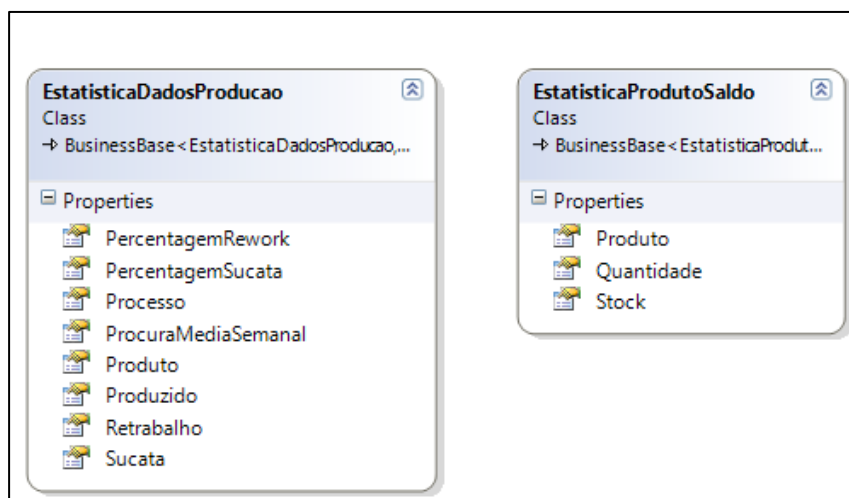 EstatisticaDadosProducao
Class
BusinessBase<EstatisticaDadosProducao,...
Properties
PercentagemRework
PercentagemSucata
Processo
ProcuraMediaSemanal
Produto
Produzido
Retrabalho
Sucata
EstatisticaProdutoSaldo
Class
BusinessBase<EstatisticaProdut...
Properties
Produto
Quantidade
Stock